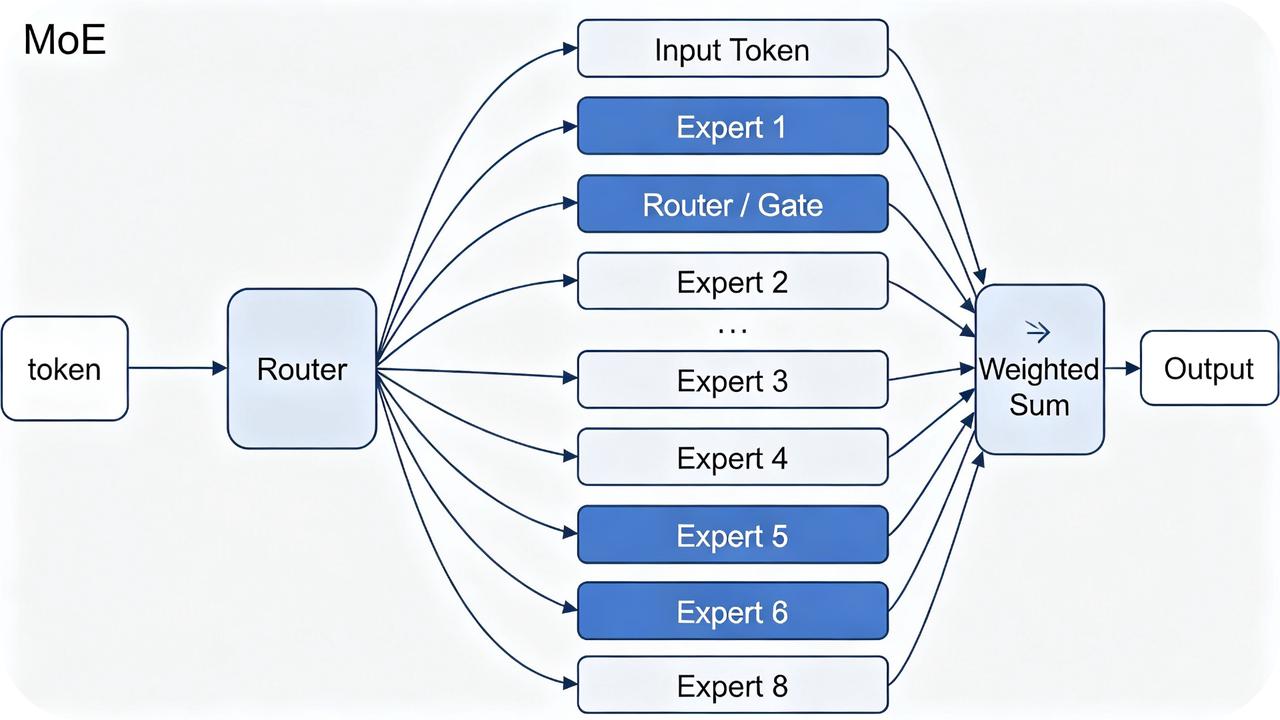 MoE
token
Router
Input Token
Expert 1
Router / Gate
Expert 2
...
Expert 3
Expert 4
Expert 5
Expert 6
Expert 8
Weighted
Sum
Output